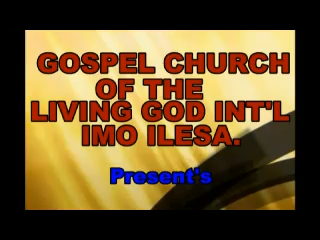 GOSPEL CHURCH
OF THE
LIVING GOD INT'L
IMO ILESA.
Present's